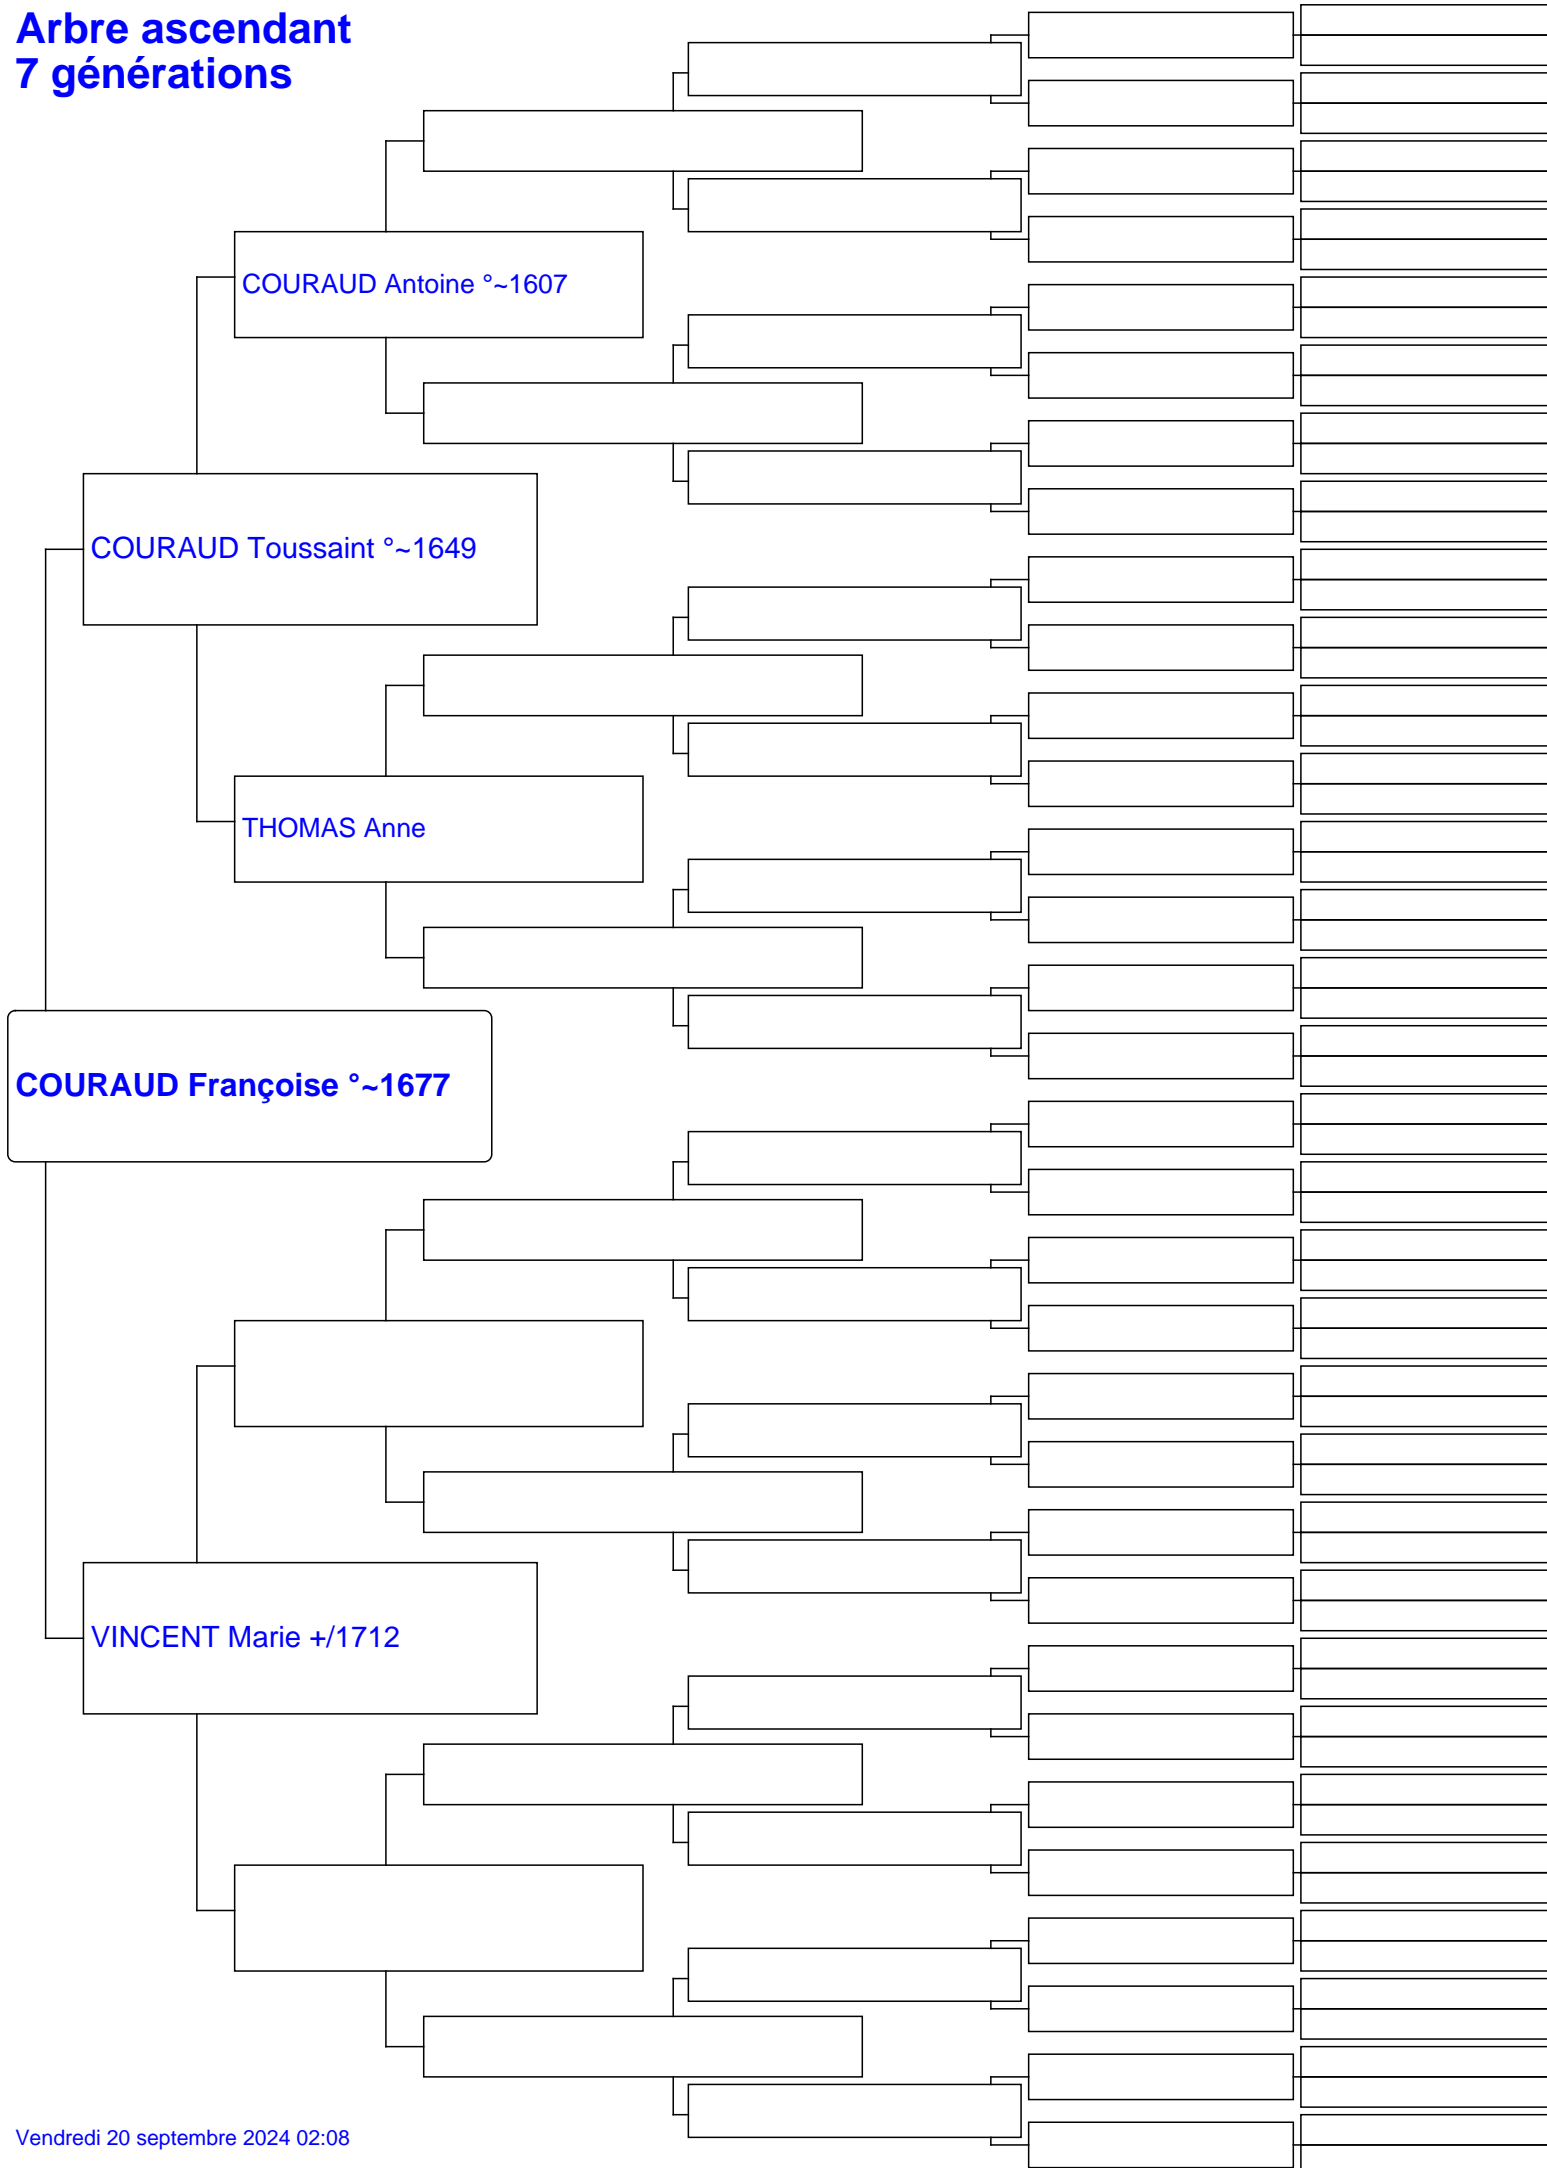 Arbre ascendant
7 générations
COURAUD Antoine °~1607
COURAUD Toussaint °~1649
THOMAS Anne
COURAUD Françoise °~1677
VINCENT Marie +/1712
Vendredi 20 septembre 2024 02:08